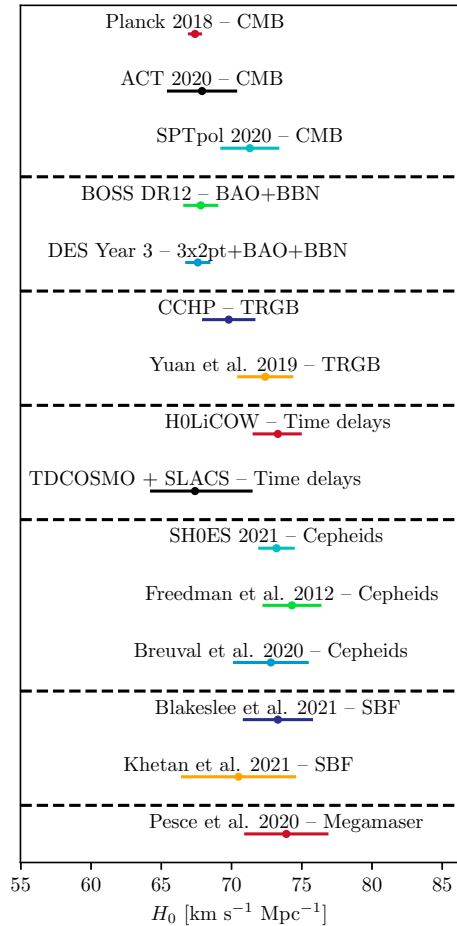 Planck 2018 – CMB
ACT 2020 – CMB
SPTpol 2020 – CMB
BOSS DR12 – BAO+BBN
DES Year 3 – 3x2pt+BAO+BBN
CCHP – TRGB
Yuan et al. 2019 – TRGB
H0LiCOW – Time delays
TDCOSMO + SLACS – Time delays
SH0ES 2021 – Cepheids
Freedman et al. 2012 – Cepheids
Breuval et al. 2020 – Cepheids
Blakeslee et al. 2021 – SBF
Khetan et al. 2021 – SBF
Pesce et al. 2020 – Megamaser
55 60 65 70 75 80 85
H₀ [km s⁻¹ Mpc⁻¹]